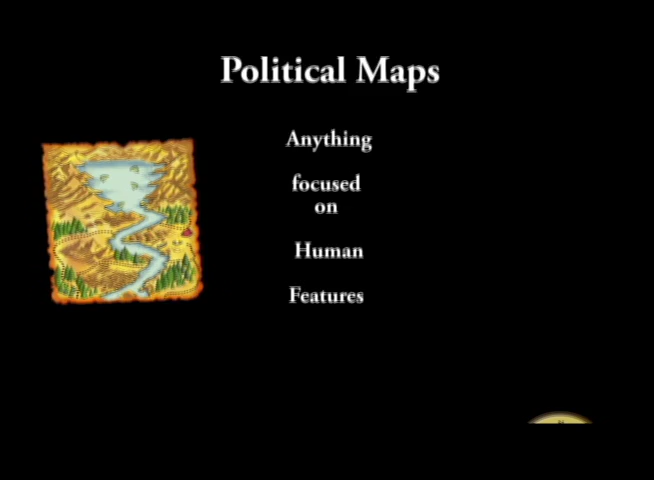 Political Maps
Anything
focused
on
Human
Features